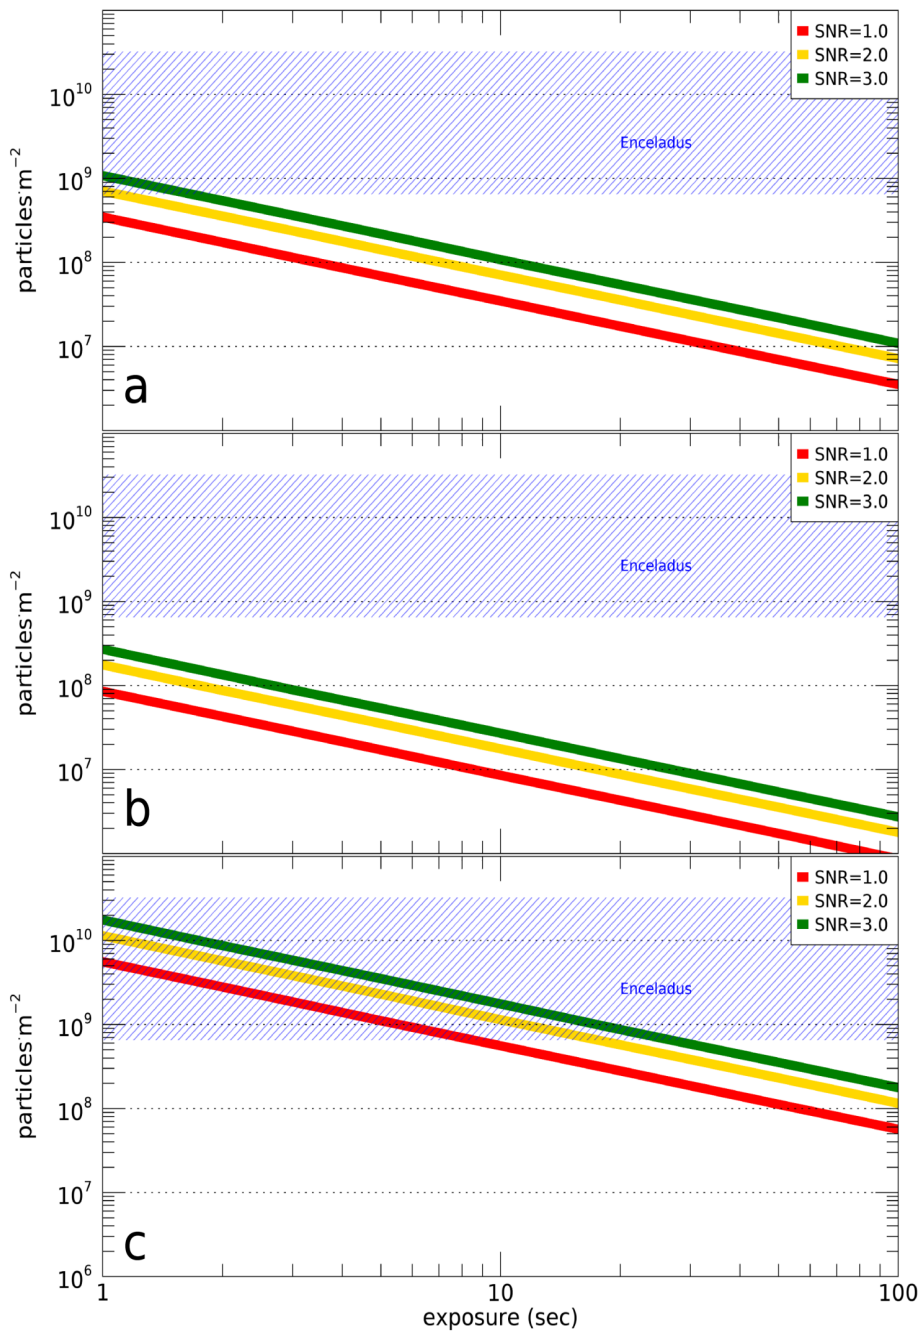 SNR=1.0
SNR=2.0
SNR=3.0
10¹⁰
Enceladus
10⁹
particles·m⁻²
10⁸
10⁷
a
SNR=1.0
SNR=2.0
SNR=3.0
10¹⁰
Enceladus
10⁹
particles·m⁻²
10⁸
10⁷
b
SNR=1.0
SNR=2.0
SNR=3.0
10¹⁰
Enceladus
10⁹
particles·m⁻²
10⁸
10⁷
c
10⁶
1 10 100
exposure (sec)